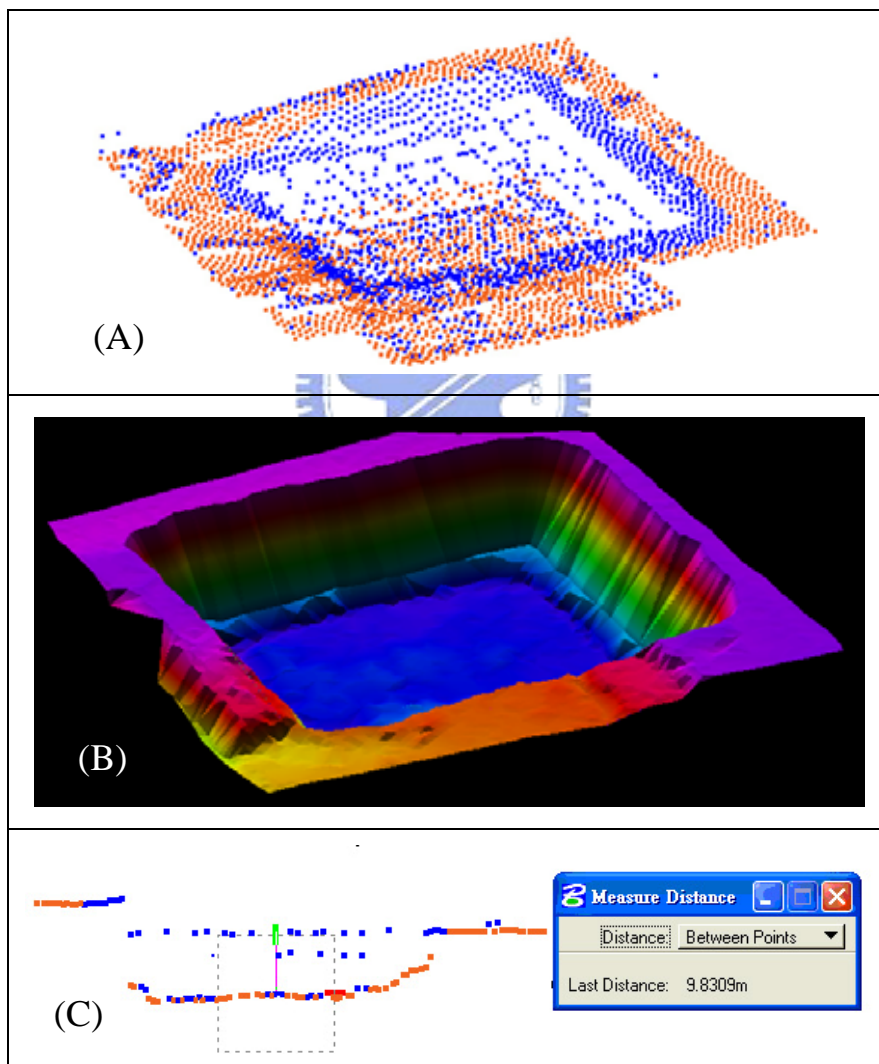 (A)
(B)
(C)
Measure Distance
Distance: Between Points
Last Distance: 9.8309m